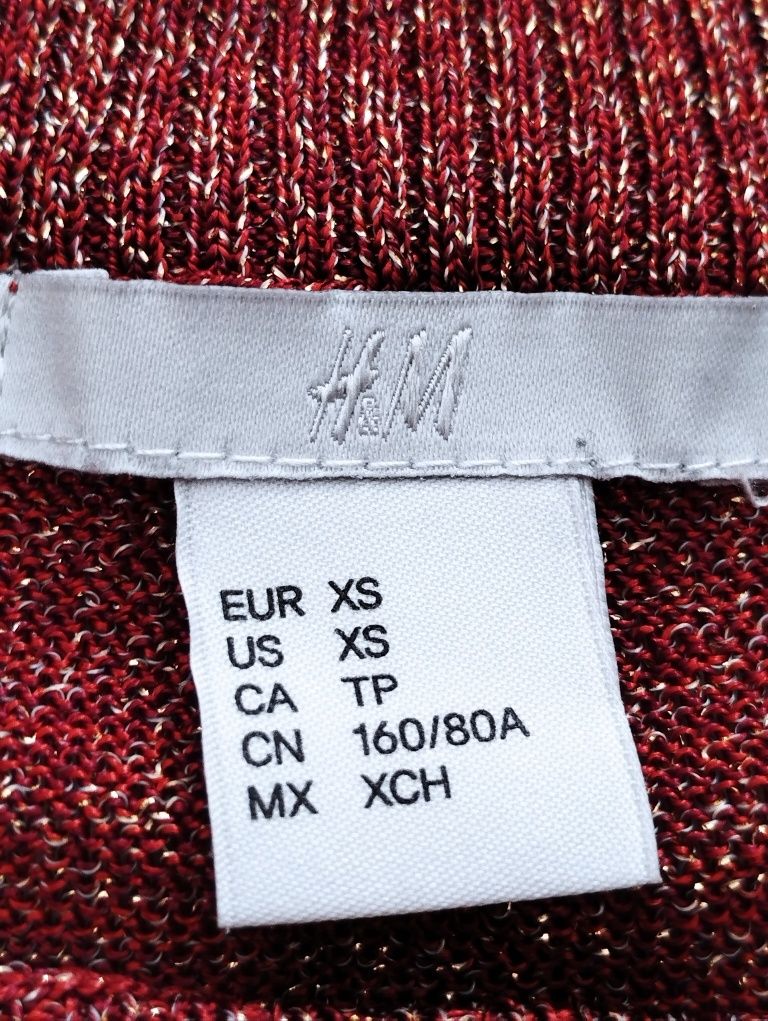 H&M
EUR XS
US XS
CA TP
CN 160/80A
MX XCH